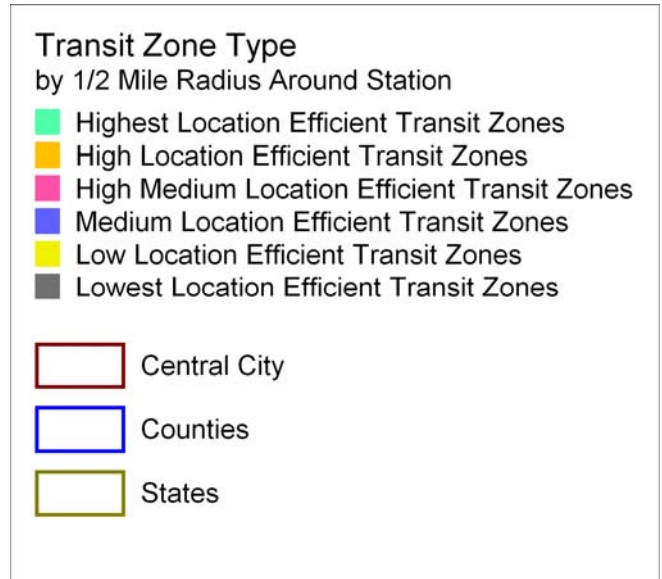 Transit Zone Type
by 1/2 Mile Radius Around Station
Highest Location Efficient Transit Zones
High Location Efficient Transit Zones
High Medium Location Efficient Transit Zones
Medium Location Efficient Transit Zones
Low Location Efficient Transit Zones
Lowest Location Efficient Transit Zones
Central City
Counties
States